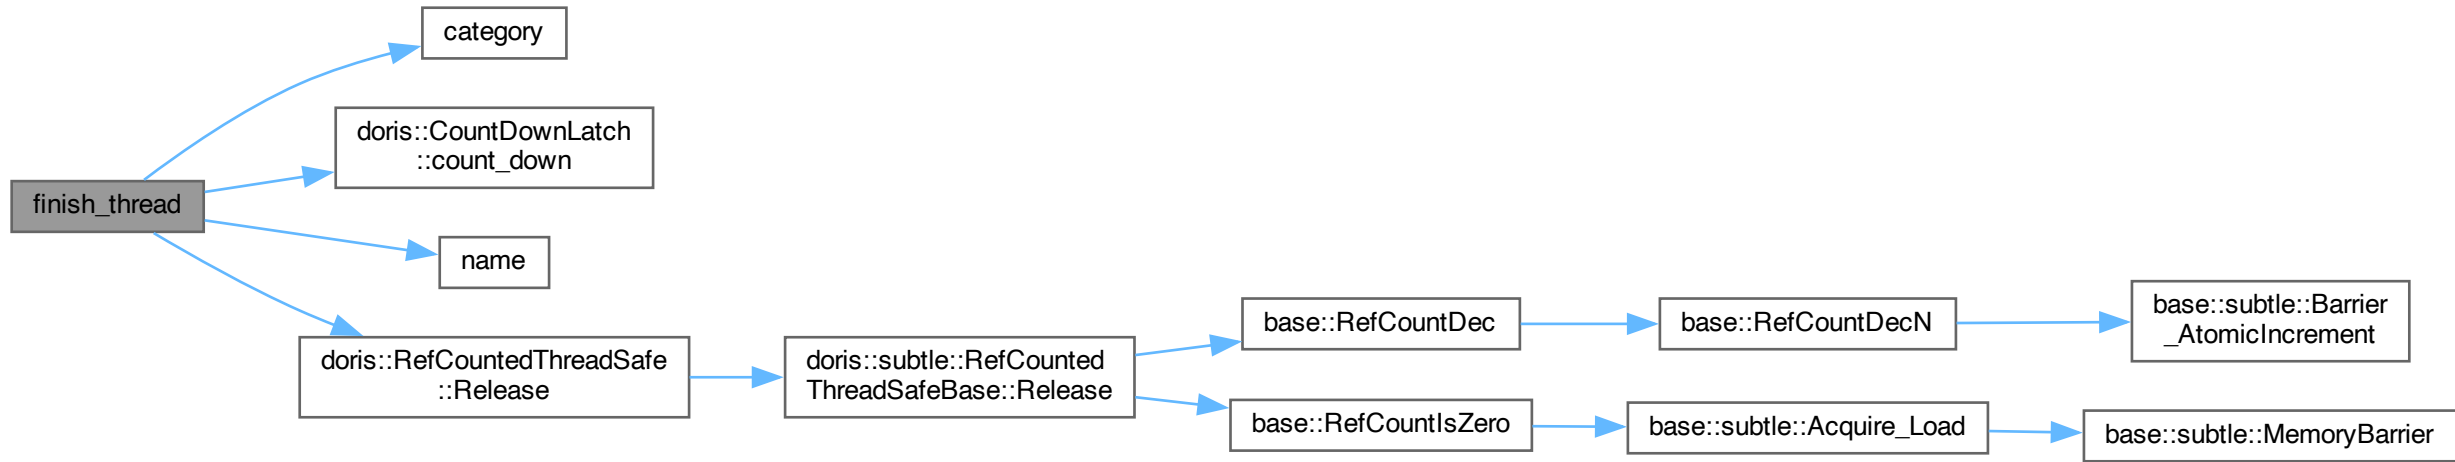 category
doris::CountDownLatch
::count_down
finish_thread
name
doris::RefCountedThreadSafe
::Release
doris::subtle::RefCounted
ThreadSafeBase::Release
base::RefCountDec
base::RefCountDecN
base::subtle::Barrier
_AtomicIncrement
base::RefCountIsZero
base::subtle::Acquire_Load
base::subtle::MemoryBarrier